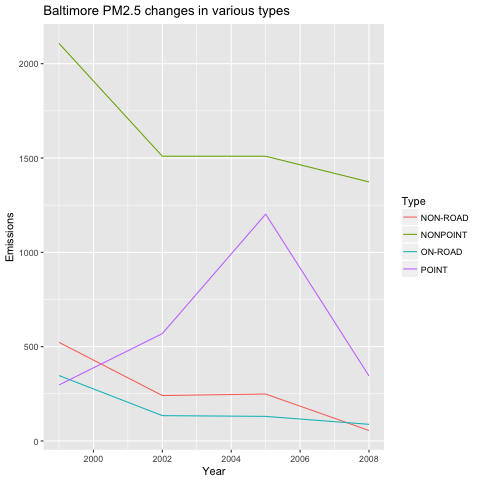 Baltimore PM2.5 changes in various types
Emissions
2000
1500
1000
500
0
2000
2002
2004
2006
2008
Year
Type
NON-ROAD
NONPOINT
ON-ROAD
POINT